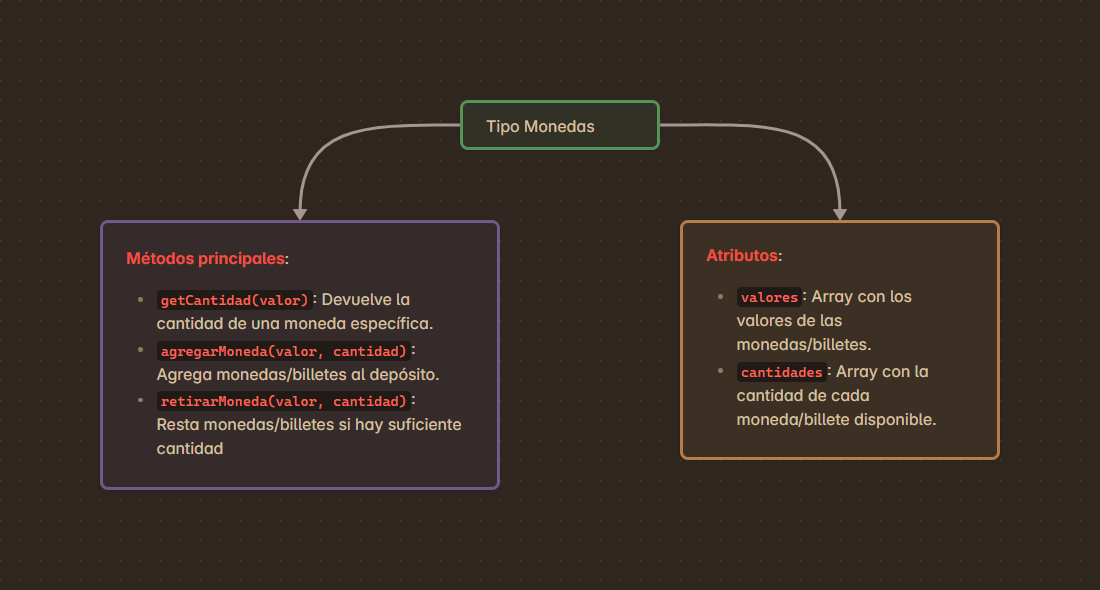 Tipo Monedas
Métodos principales:
getCantidad(valor): Devuelve la
cantidad de una moneda específica.
agregarMoneda(valor, cantidad):
Agrega monedas/billetes al depósito.
retirarMoneda(valor, cantidad):
Resta monedas/billetes si hay suficiente
cantidad
Atributos:
valores: Array con los
valores de las
monedas/billetes.
cantidades: Array con la
cantidad de cada
moneda/billete disponible.